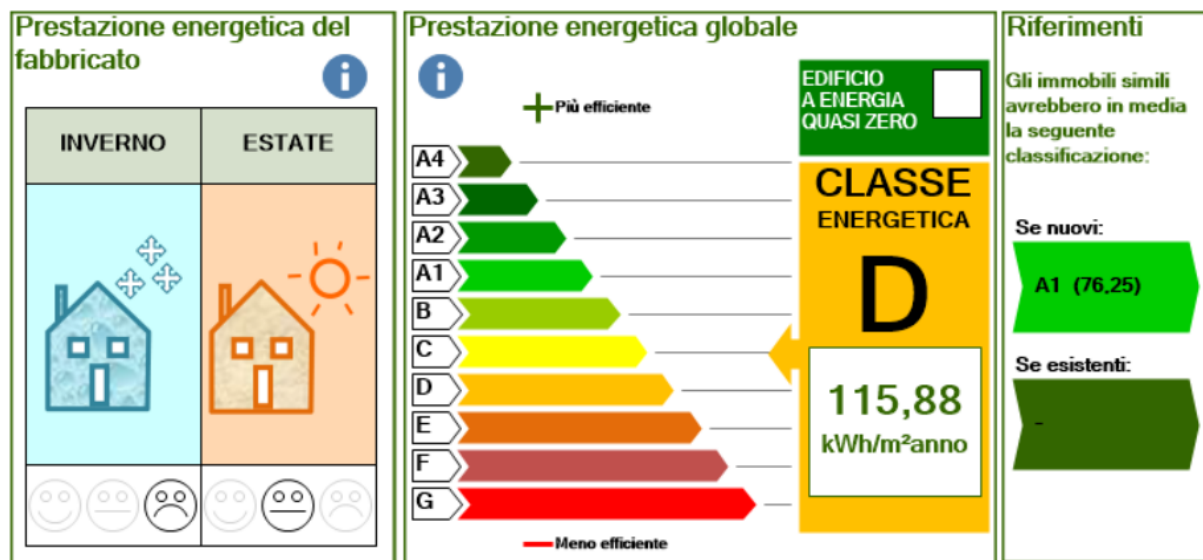 Prestazione energetica del
fabbricato
i
INVERNO
ESTATE
Prestazione energetica globale
i
Più efficiente
A4
A3
A2
A1
B
C
D
E
F
G
Meno efficiente
EDIFICIO
A ENERGIA
QUASI ZERO
CLASSE
ENERGETICA
D
115,88
kWh/m²anno
Riferimenti
Gli immobili simili
avrebbero in media
la seguente
classificazione:
Se nuovi:
A1 (76,25)
Se esistenti:
-